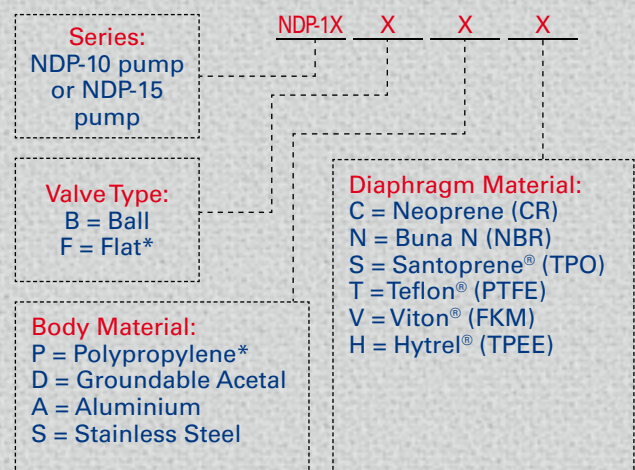 NDP-1X X X X
Series:
NDP-10 pump
or NDP-15
pump
Valve Type:
B = Ball
F = Flat*
Body Material:
P = Polypropylene*
D = Groundable Acetal
A = Aluminium
S = Stainless Steel
Diaphragm Material:
C = Neoprene (CR)
N = Buna N (NBR)
S = Santoprene® (TPO)
T = Teflon® (PTFE)
V = Viton® (FKM)
H = Hytrel® (TPEE)